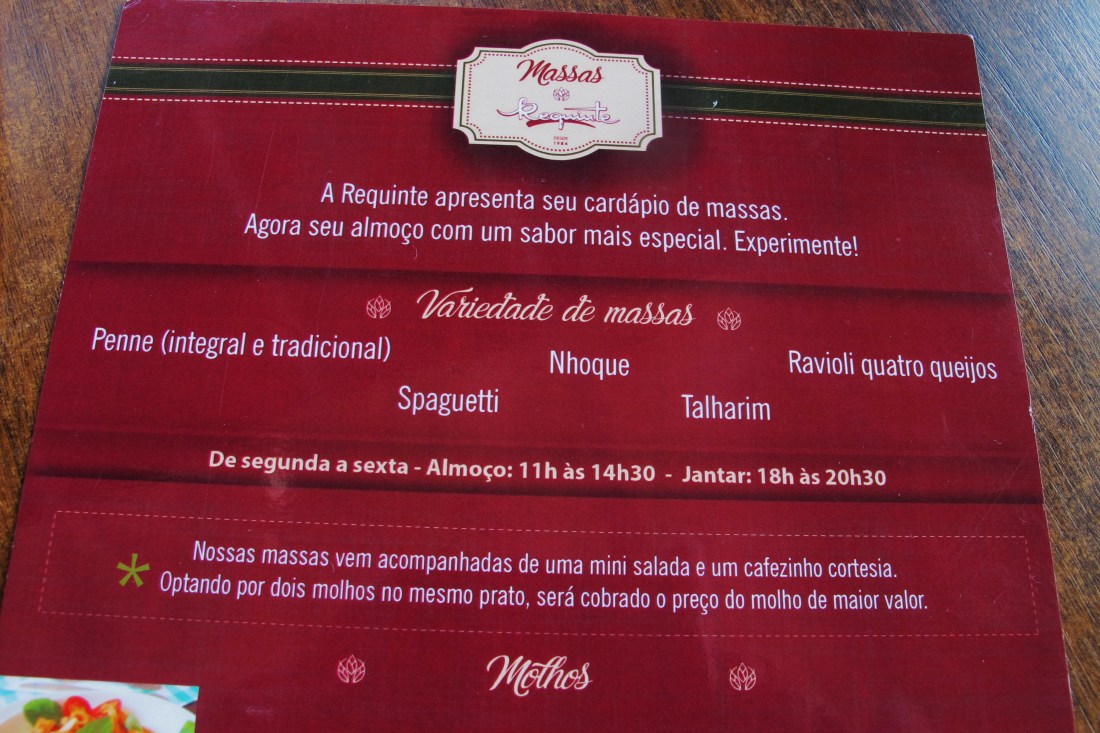 Massas
Requinte
DESDE
1984
A Requinte apresenta seu cardápio de massas.
Agora seu almoço com um sabor mais especial. Experimente!
Variedade de massas
Penne (integral e tradicional)
Nhoque
Ravioli quatro queijos
Spaguetti
Talharim
De segunda a sexta - Almoço: 11h às 14h30 - Jantar: 18h às 20h30
* Nossas massas vem acompanhadas de uma mini salada e um cafezinho cortesia.
Optando por dois molhos no mesmo prato, será cobrado o preço do molho de maior valor.
Molhos